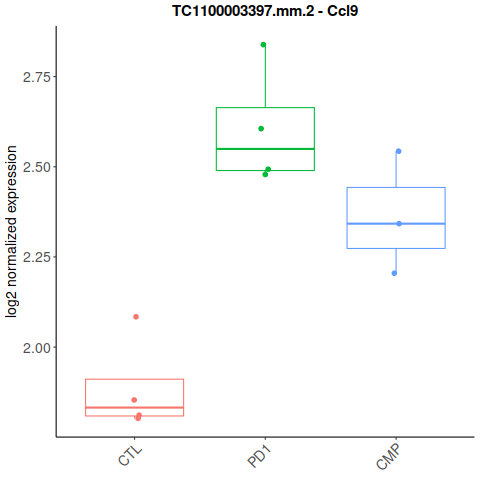 TC1100003397.mm.2 - Ccl9
log2 normalized expression
2.75
2.50
2.25
2.00
CTL
PD1
CMP